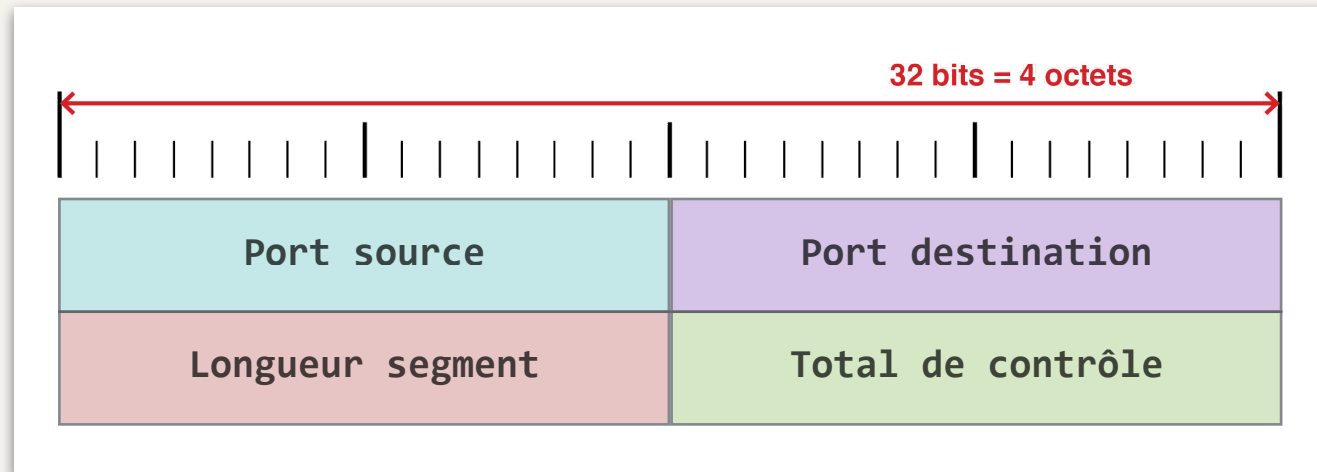 32 bits = 4 octets
Port source
Port destination
Longueur segment
Total de contrôle